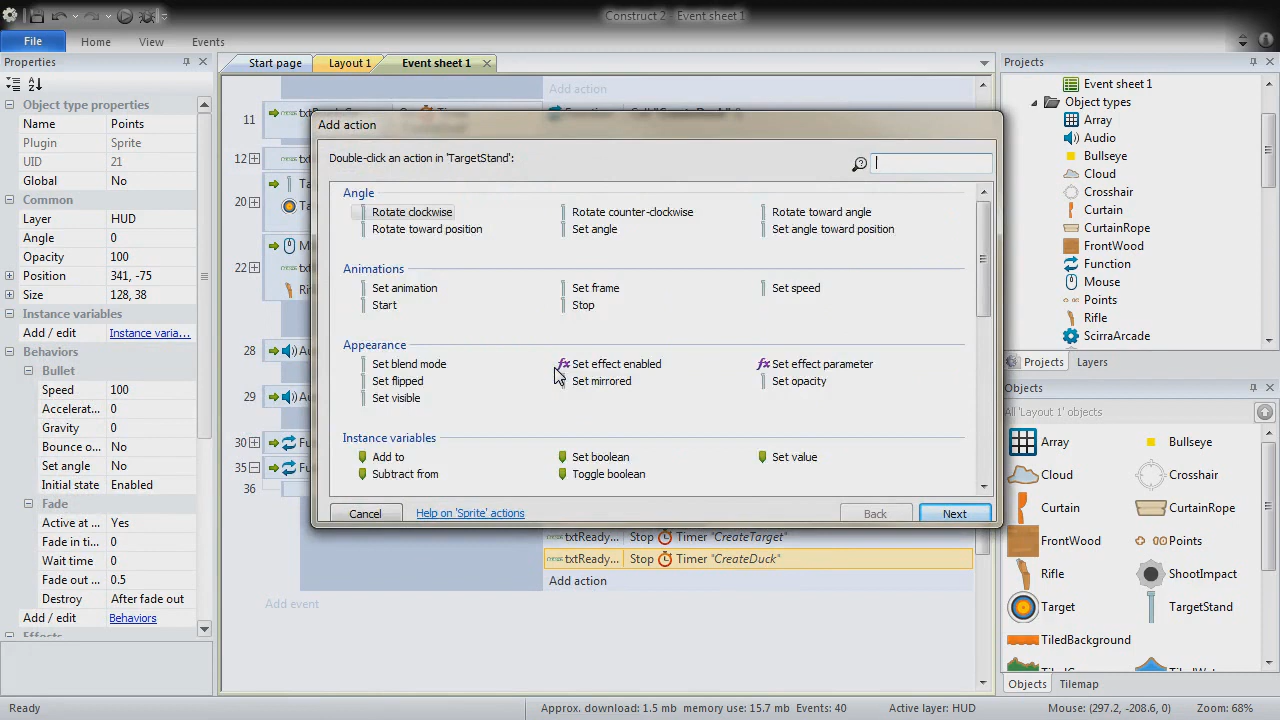 Construct 2 - Event sheet 1
File Home View Events
Properties
Object type properties
Name Points
Plugin Sprite
UID 21
Global No
Common
Layer HUD
Angle 0
Opacity 100
Position 341, -75
Size 128, 38
Instance variables
Add / edit Instance varia...
Behaviors
Bullet
Speed 100
Accelerat... 0
Gravity 0
Bounce o... No
Set angle No
Initial state Enabled
Fade
Active at ... Yes
Fade in ti... 0
Wait time 0
Fade out ... 0.5
Destroy After fade out
Add / edit Behaviors
Effects
Start page Layout 1 Event sheet 1
Add action
11
12
20
22
28
29
30
35
36
Add action
Double-click an action in 'TargetStand':
Angle
Rotate clockwise Rotate counter-clockwise Rotate toward angle
Rotate toward position Set angle Set angle toward position
Animations
Set animation Set frame Set speed
Start Stop
Appearance
Set blend mode Set effect enabled Set effect parameter
Set flipped Set mirrored Set opacity
Set visible
Instance variables
Add to Set boolean Set value
Subtract from Toggle boolean
Cancel Help on 'Sprite' actions Back Next
txtReady... Stop Timer "CreateTarget"
txtReady... Stop Timer "CreateDuck"
Add action
Add event
Projects
Event sheet 1
Object types
Array
Audio
Bullseye
Cloud
Crosshair
Curtain
CurtainRope
FrontWood
Function
Mouse
Points
Rifle
ScirraArcade
Projects Layers
Objects
All 'Layout 1' objects
Array Bullseye
Cloud Crosshair
Curtain CurtainRope
FrontWood Points
Rifle ShootImpact
Target TargetStand
TiledBackground
Objects Tilemap
Ready Approx. download: 1.5 mb memory use: 15.7 mb Events: 40 Active layer: HUD Mouse: (297.2, -208.6, 0) Zoom: 68%